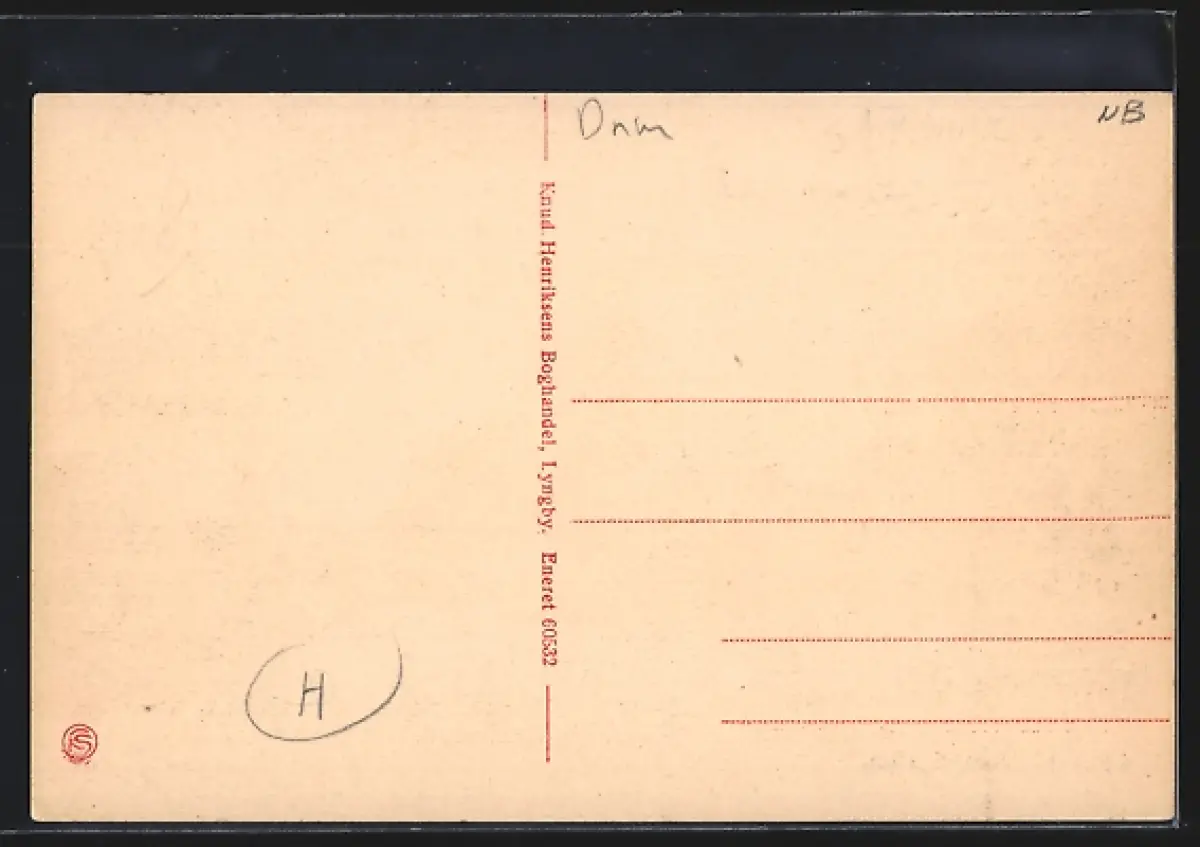 Dnm
NB
Knud. Henriksens Boghandel, Lyngby. Eneret 60532
H